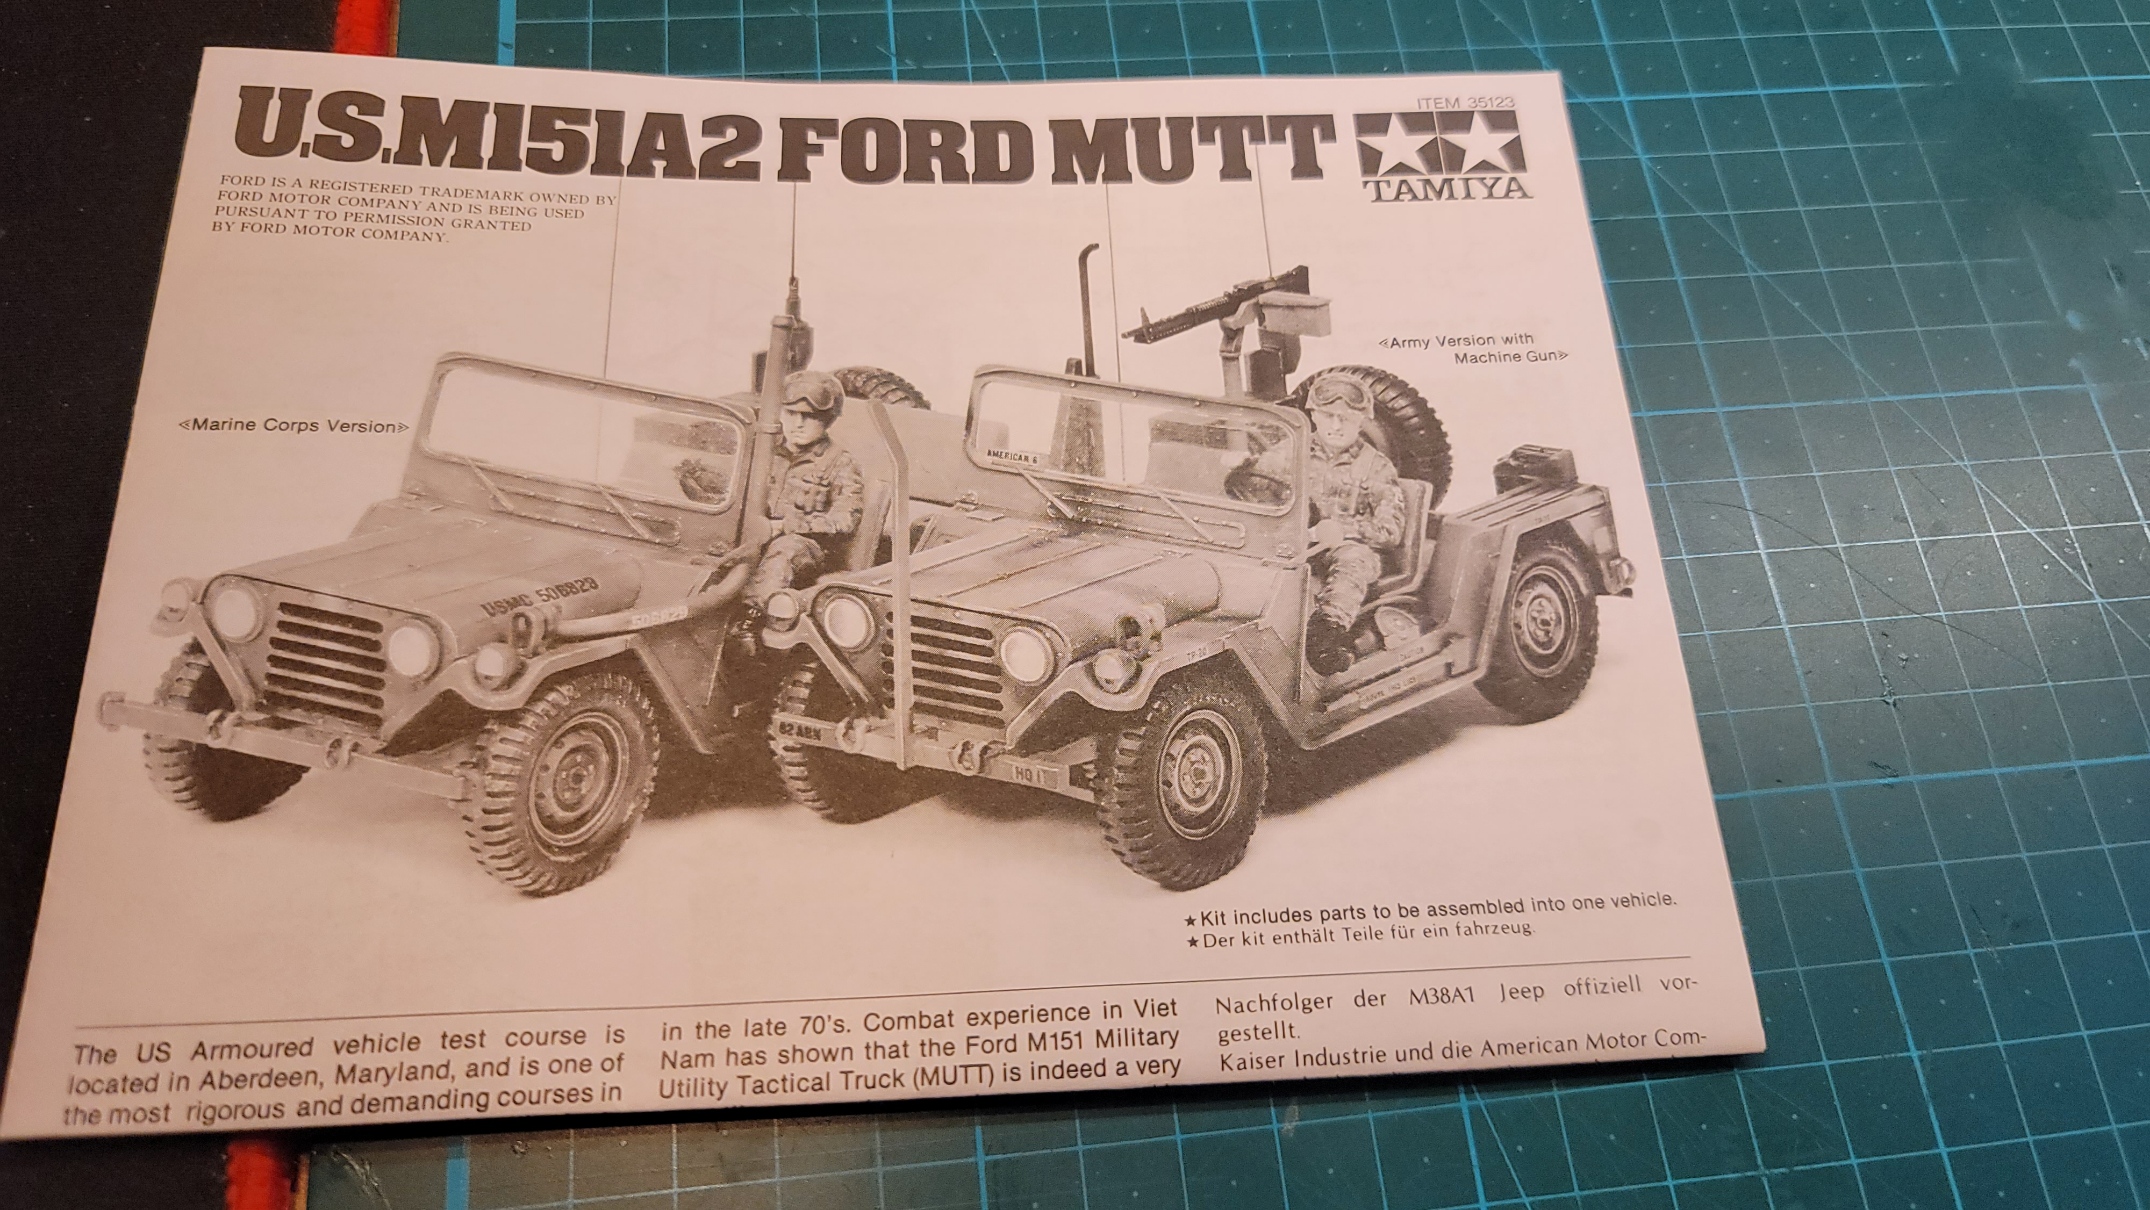 U.S.M151A2 FORD MUTT
ITEM 35123
TAMIYA
FORD IS A REGISTERED TRADEMARK OWNED BY
FORD MOTOR COMPANY AND IS BEING USED
PURSUANT TO PERMISSION GRANTED
BY FORD MOTOR COMPANY.
≪Army Version with
Machine Gun≫
≪Marine Corps Version≫
AMERICAN 6
USMC 506823
506823
TP-20
82 ABN
HQ 1
★Kit includes parts to be assembled into one vehicle.
★Der kit enthält Teile für ein fahrzeug.
The US Armoured vehicle test course is
located in Aberdeen, Maryland, and is one of
the most rigorous and demanding courses in
in the late 70's. Combat experience in Viet
Nam has shown that the Ford M151 Military
Utility Tactical Truck (MUTT) is indeed a very
Nachfolger der M38A1 Jeep offiziell vor-
gestellt.
Kaiser Industrie und die American Motor Com-